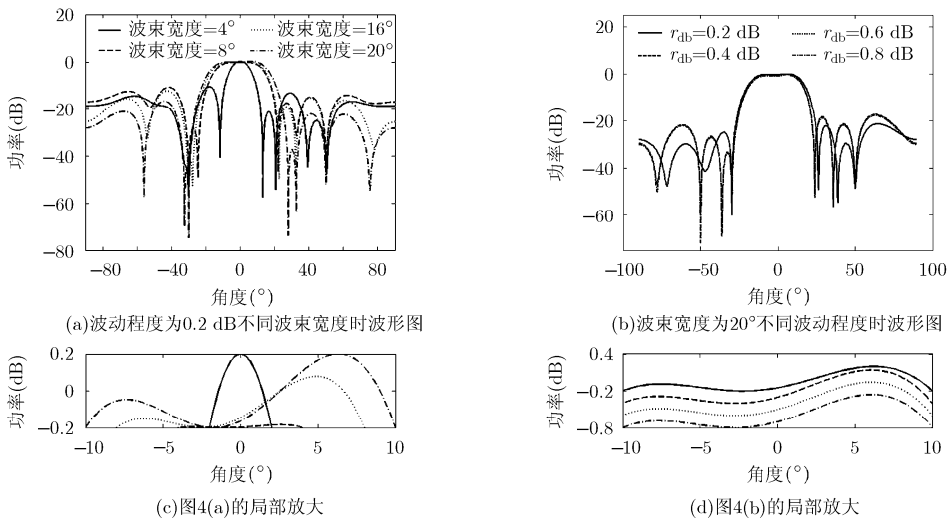 20
0
−20
−40
−60
−80
功率(dB)
波束宽度=4° 波束宽度=16°
波束宽度=8° 波束宽度=20°
−80 −40 0 40 80
角度(°)
(a)波动程度为0.2 dB不同波束宽度时波形图
20
0
−20
−40
−60
功率(dB)
r_db=0.2 dB r_db=0.6 dB
r_db=0.4 dB r_db=0.8 dB
−100 −50 0 50 100
角度(°)
(b)波束宽度为20°不同波动程度时波形图
0.2
0
−0.2
功率(dB)
−10 −5 0 5 10
角度(°)
(c)图4(a)的局部放大
0.4
−0.2
−0.8
功率(dB)
−10 −5 0 5 10
角度(°)
(d)图4(b)的局部放大